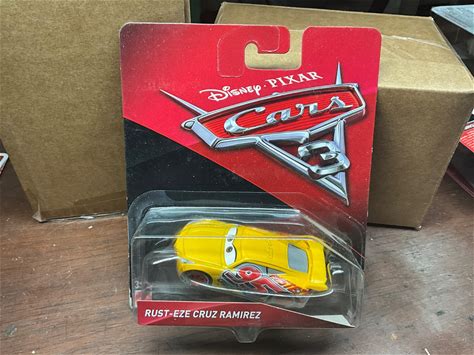 Disney · PIXAR
Cars
3
RUST-EZE CRUZ RAMIREZ